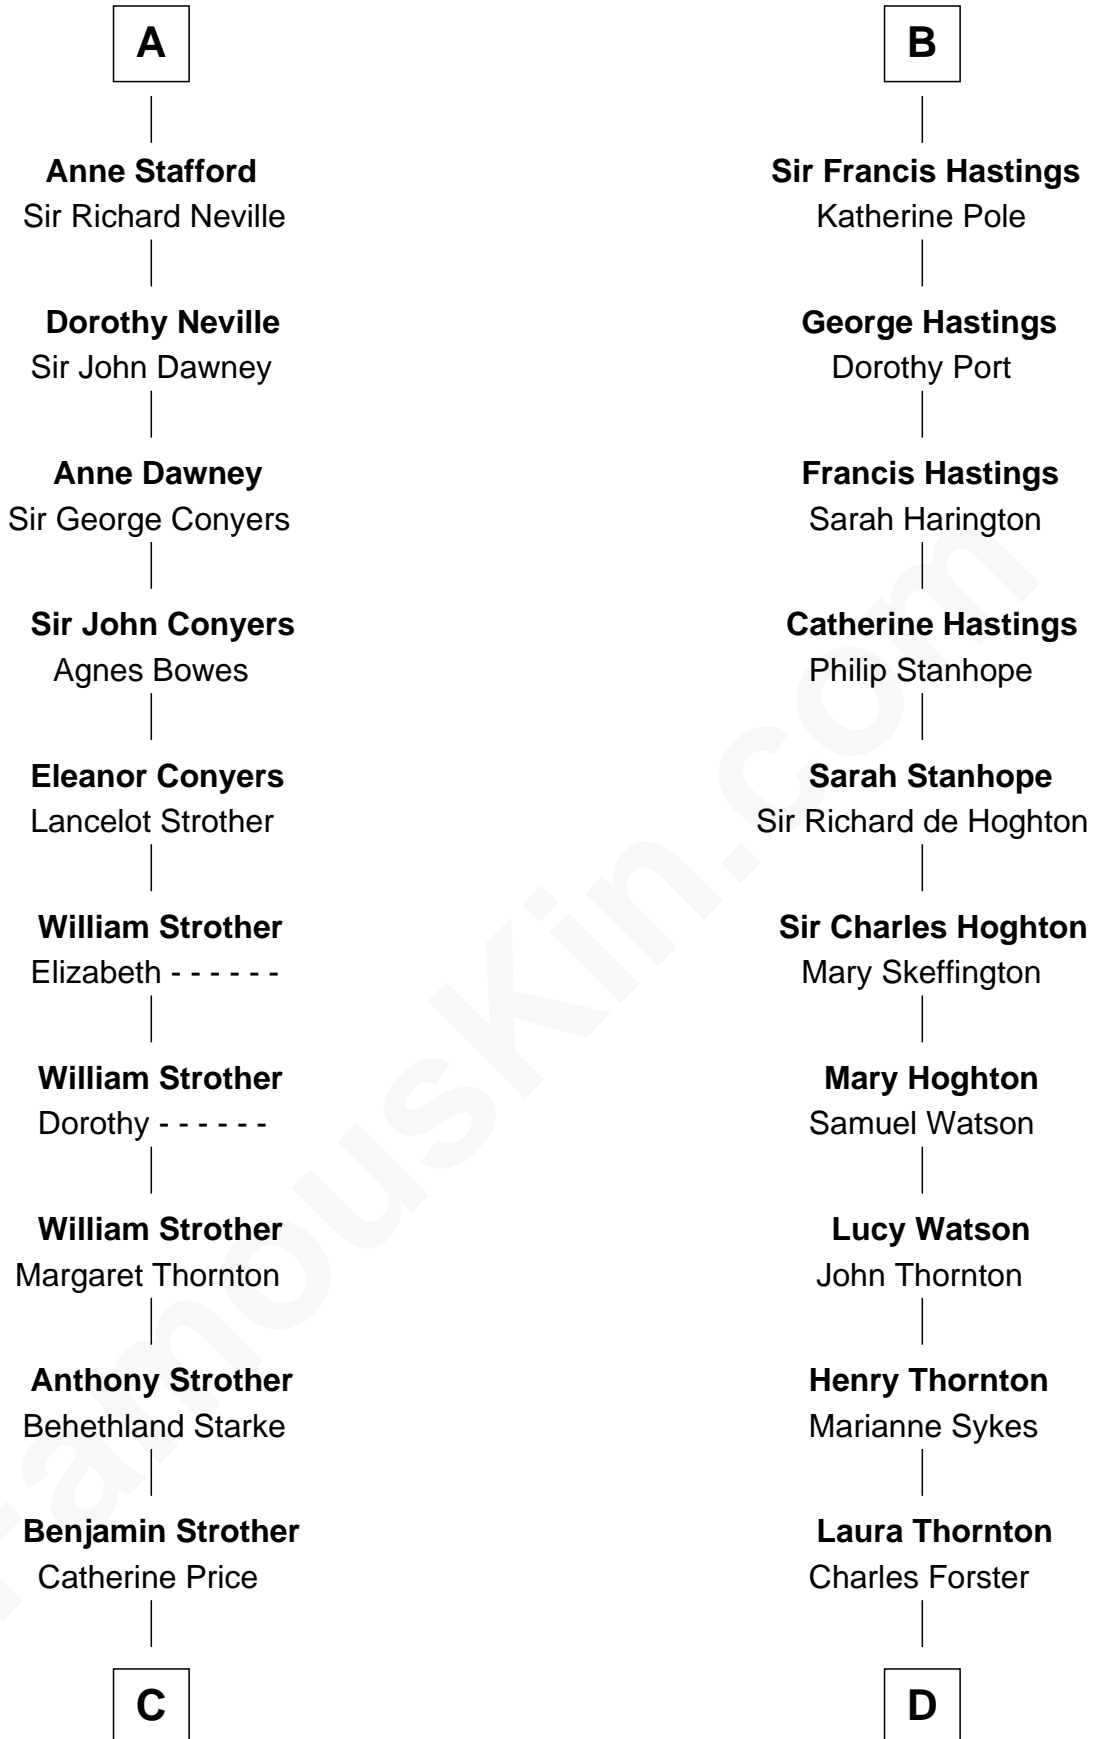 A
Anne Stafford
Sir Richard Neville
Dorothy Neville
Sir John Dawney
Anne Dawney
Sir George Conyers
Sir John Conyers
Agnes Bowes
Eleanor Conyers
Lancelot Strother
William Strother
Elizabeth - - - - - -
William Strother
Dorothy - - - - - -
William Strother
Margaret Thornton
Anthony Strother
Behethland Starke
Benjamin Strother
Catherine Price
C
B
Sir Francis Hastings
Katherine Pole
George Hastings
Dorothy Port
Francis Hastings
Sarah Harington
Catherine Hastings
Philip Stanhope
Sarah Stanhope
Sir Richard de Hoghton
Sir Charles Hoghton
Mary Skeffington
Mary Hoghton
Samuel Watson
Lucy Watson
John Thornton
Henry Thornton
Marianne Sykes
Laura Thornton
Charles Forster
D
FamousKin.com